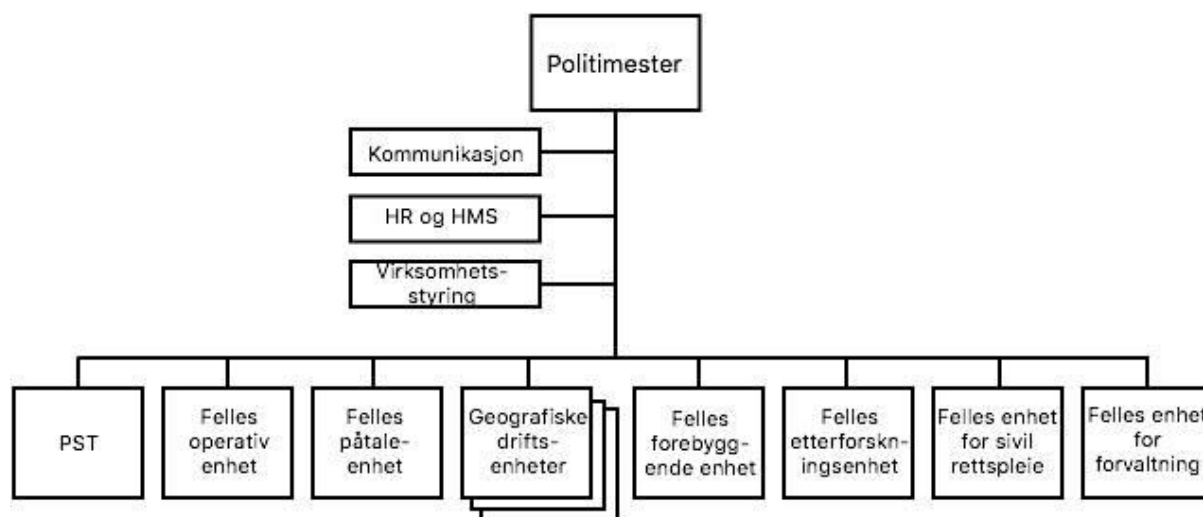 Politimester
Kommunikasjon
HR og HMS
Virksomhets-
styring
PST
Felles
operativ
enhet
Felles
påtale-
enhet
Geografiske
drifts-
enheter
Felles
forebygg-
ende enhet
Felles
etterforskn-
ingsenhet
Felles enhet
for sivil
rettspleie
Felles enhet
for
forvaltning